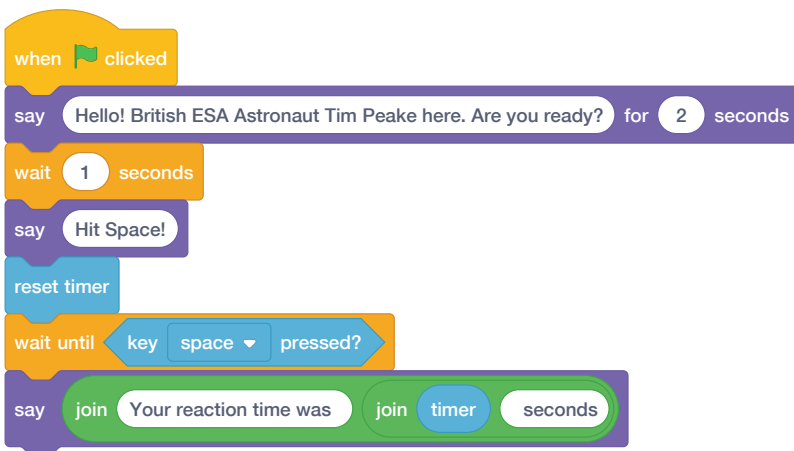 when clicked
say Hello! British ESA Astronaut Tim Peake here. Are you ready? for 2 seconds
wait 1 seconds
say Hit Space!
reset timer
wait until key space pressed?
say join Your reaction time was join timer seconds